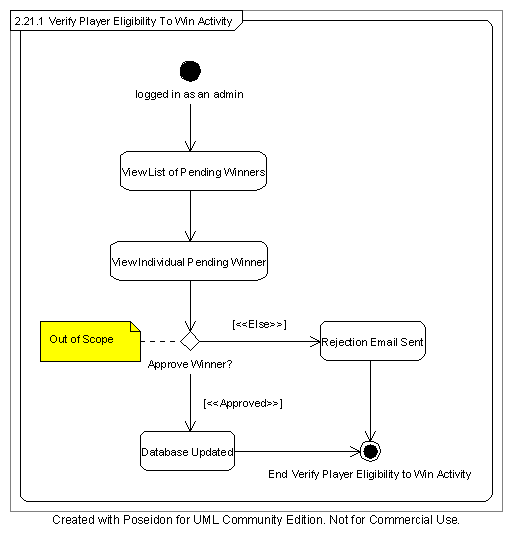 2.21.1 Verify Player Eligibility To Win Activity
logged in as an admin
View List of Pending Winners
View Individual Pending Winner
[<<Else>>]
Out of Scope
Rejection Email Sent
Approve Winner?
[<<Approved>>]
Database Updated
End Verify Player Eligibility to Win Activity
Created with Poseidon for UML Community Edition. Not for Commercial Use.